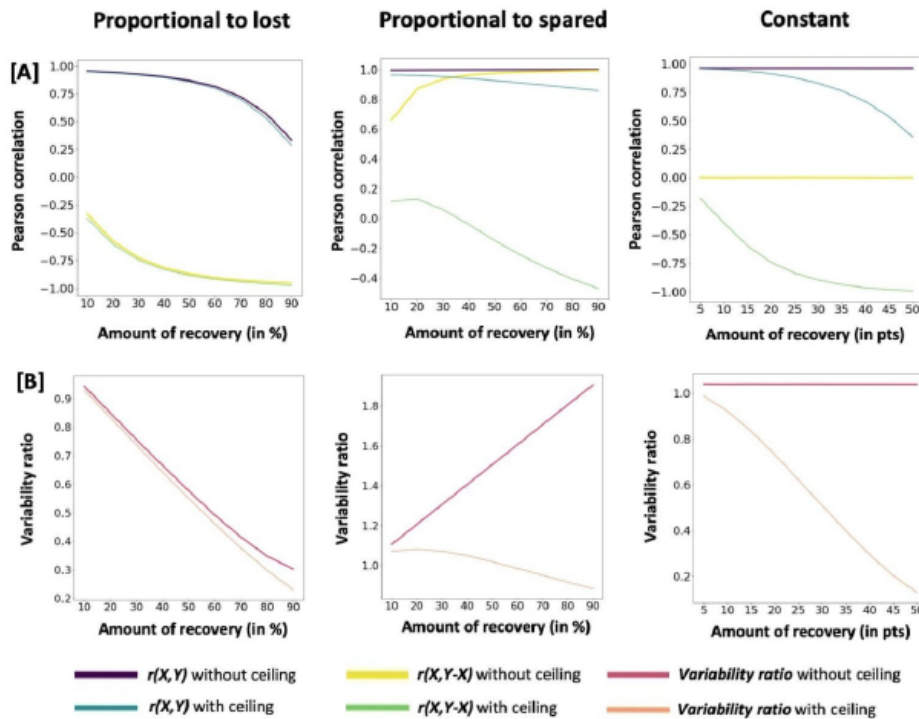 Proportional to lost
Proportional to spared
Constant
[A]
Pearson correlation
1.00
0.75
0.50
0.25
0.00
−0.25
−0.50
−0.75
−1.00
10 20 30 40 50 60 70 80 90
Amount of recovery (in %)
Pearson correlation
1.0
0.8
0.6
0.4
0.2
0.0
−0.2
−0.4
10 20 30 40 50 60 70 80 90
Amount of recovery (in %)
Pearson correlation
1.00
0.75
0.50
0.25
0.00
−0.25
−0.50
−0.75
−1.00
5 10 15 20 25 30 35 40 45 50
Amount of recovery (in pts)
[B]
Variability ratio
0.9
0.8
0.7
0.6
0.5
0.4
0.3
0.2
10 20 30 40 50 60 70 80 90
Amount of recovery (in %)
Variability ratio
1.8
1.6
1.4
1.2
1.0
10 20 30 40 50 60 70 80 90
Amount of recovery (in %)
Variability ratio
1.0
0.8
0.6
0.4
0.2
5 10 15 20 25 30 35 40 45 50
Amount of recovery (in pts)
r(X,Y) without ceiling
r(X,Y-X) without ceiling
Variability ratio without ceiling
r(X,Y) with ceiling
r(X,Y-X) with ceiling
Variability ratio with ceiling